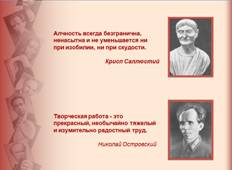 Алчность всегда безгранична,
ненасытна и не уменьшается ни
при изобилии, ни при скудости.
Крисп Саллюстий
Творческая работа - это
прекрасный, необычайно тяжелый
и изумительно радостный труд.
Николай Островский